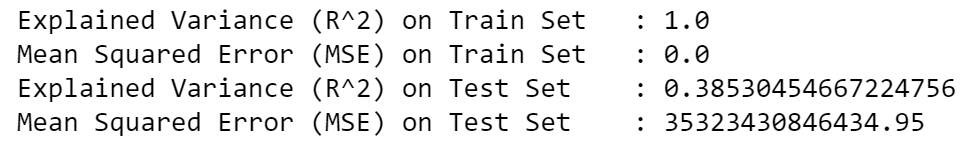 Explained Variance (R^2) on Train Set   : 1.0
Mean Squared Error (MSE) on Train Set   : 0.0
Explained Variance (R^2) on Test Set    : 0.38530454667224756
Mean Squared Error (MSE) on Test Set    : 35323430846434.95